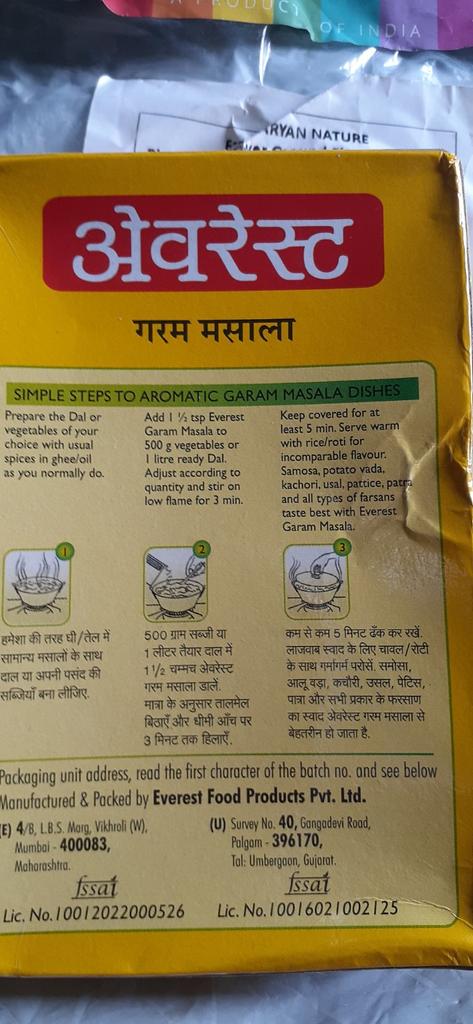 A PRODUCT
OF INDIA
ARYAN NATURE
अेवरेस्ट
गरम मसाला
SIMPLE STEPS TO AROMATIC GARAM MASALA DISHES
Prepare the Dal or
vegetables of your
choice with usual
spices in ghee/oil
as you normally do.
Add 1 ½ tsp Everest
Garam Masala to
500 g vegetables or
1 litre ready Dal.
Adjust according to
quantity and stir on
low flame for 3 min.
Keep covered for at
least 5 min. Serve warm
with rice/roti for
incomparable flavour.
Samosa, potato vada,
kachori, usal, pattice, patra
and all types of farsans
taste best with Everest
Garam Masala.
1
2
3
हमेशा की तरह घी/तेल में
सामान्य मसालों के साथ
दाल या अपनी पसंद की
सब्जियाँ बना लीजिए.
500 ग्राम सब्जी या
1 लीटर तैयार दाल में
1 1/2 चम्मच अेवरेस्ट
गरम मसाला डालें.
मात्रा के अनुसार तालमेल
बिठाएँ और धीमी आँच पर
3 मिनट तक हिलाएँ.
कम से कम 5 मिनट ढँक कर रखें.
लाजवाब स्वाद के लिए चावल/रोटी
के साथ गर्मागर्म परोसें. समोसा,
आलू वड़ा, कचौरी, उसल, पेटिस,
पात्रा और सभी प्रकार के फरसाण
का स्वाद अेवरेस्ट गरम मसाला से
बेहतरीन हो जाता है.
Packaging unit address, read the first character of the batch no. and see below
Manufactured & Packed by Everest Food Products Pvt. Ltd.
(E) 4/B, L.B.S. Marg, Vikhroli (W),
Mumbai - 400083,
Maharashtra.
fssai
Lic. No.10012022000526
(U) Survey No. 40, Gangadevi Road,
Palgam - 396170,
Tal: Umbergaon, Gujarat.
fssai
Lic. No.10016021002125